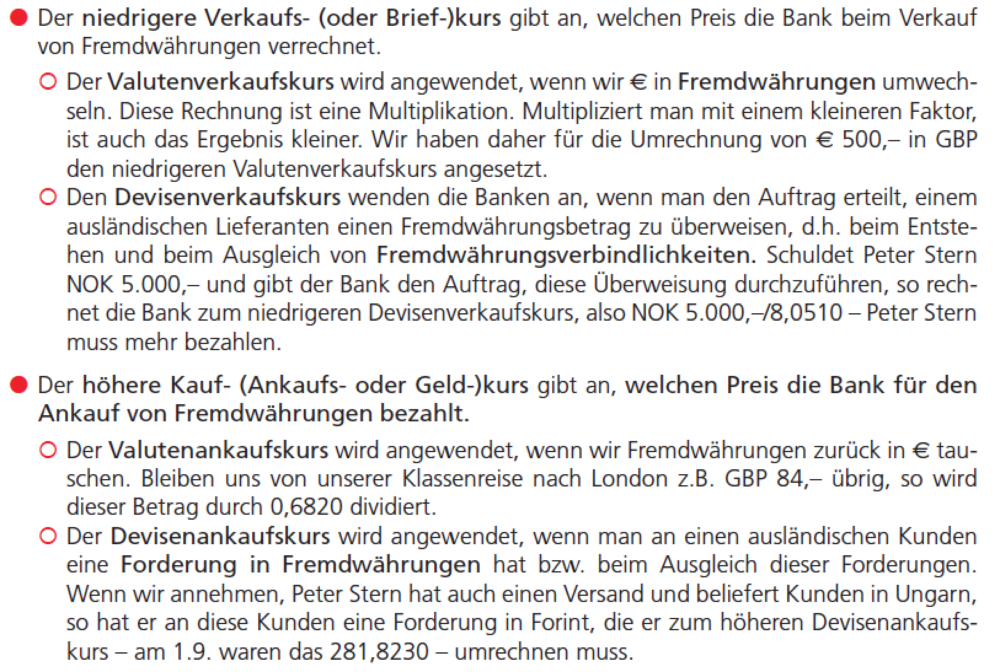 ● Der niedrigere Verkaufs- (oder Brief-)kurs gibt an, welchen Preis die Bank beim Verkauf
von Fremdwährungen verrechnet.
○ Der Valutenverkaufskurs wird angewendet, wenn wir € in Fremdwährungen umwech-
seln. Diese Rechnung ist eine Multiplikation. Multipliziert man mit einem kleineren Faktor,
ist auch das Ergebnis kleiner. Wir haben daher für die Umrechnung von € 500,– in GBP
den niedrigeren Valutenverkaufskurs angesetzt.
○ Den Devisenverkaufskurs wenden die Banken an, wenn man den Auftrag erteilt, einem
ausländischen Lieferanten einen Fremdwährungsbetrag zu überweisen, d.h. beim Entste-
hen und beim Ausgleich von Fremdwährungsverbindlichkeiten. Schuldet Peter Stern
NOK 5.000,– und gibt der Bank den Auftrag, diese Überweisung durchzuführen, so rech-
net die Bank zum niedrigeren Devisenverkaufskurs, also NOK 5.000,–/8,0510 – Peter Stern
muss mehr bezahlen.
● Der höhere Kauf- (Ankaufs- oder Geld-)kurs gibt an, welchen Preis die Bank für den
Ankauf von Fremdwährungen bezahlt.
○ Der Valutenankaufskurs wird angewendet, wenn wir Fremdwährungen zurück in € tau-
schen. Bleiben uns von unserer Klassenreise nach London z.B. GBP 84,– übrig, so wird
dieser Betrag durch 0,6820 dividiert.
○ Der Devisenankaufskurs wird angewendet, wenn man an einen ausländischen Kunden
eine Forderung in Fremdwährungen hat bzw. beim Ausgleich dieser Forderungen.
Wenn wir annehmen, Peter Stern hat auch einen Versand und beliefert Kunden in Ungarn,
so hat er an diese Kunden eine Forderung in Forint, die er zum höheren Devisenankaufs-
kurs – am 1.9. waren das 281,8230 – umrechnen muss.